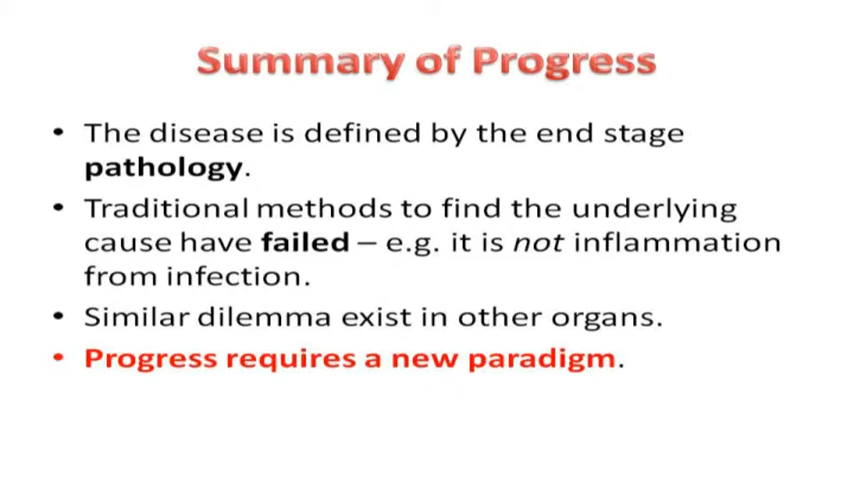 Summary of Progress
• The disease is defined by the end stage
pathology.
• Traditional methods to find the underlying
cause have failed – e.g. it is not inflammation
from infection.
• Similar dilemma exist in other organs.
• Progress requires a new paradigm.